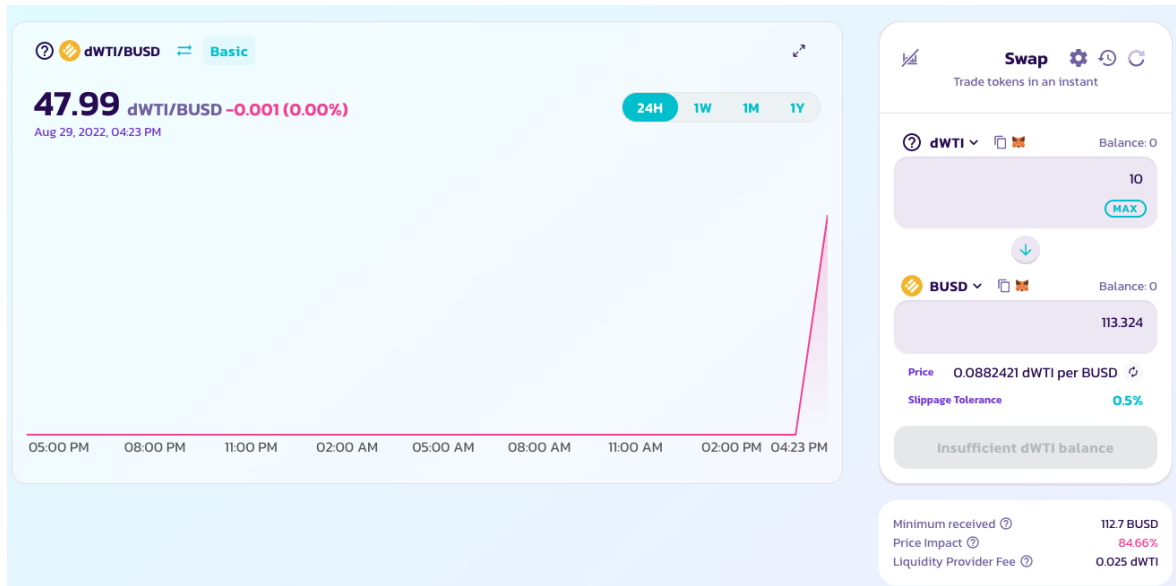 dWTI/BUSD Basic
47.99 dWTI/BUSD -0.001 (0.00%)
Aug 29, 2022, 04:23 PM
24H 1W 1M 1Y
05:00 PM 08:00 PM 11:00 PM 02:00 AM 05:00 AM 08:00 AM 11:00 AM 02:00 PM 04:23 PM
Swap
Trade tokens in an instant
dWTI Balance: 0
10
MAX
BUSD Balance: 0
113.324
Price 0.0882421 dWTI per BUSD
Slippage Tolerance 0.5%
Insufficient dWTI balance
Minimum received 112.7 BUSD
Price Impact 84.66%
Liquidity Provider Fee 0.025 dWTI